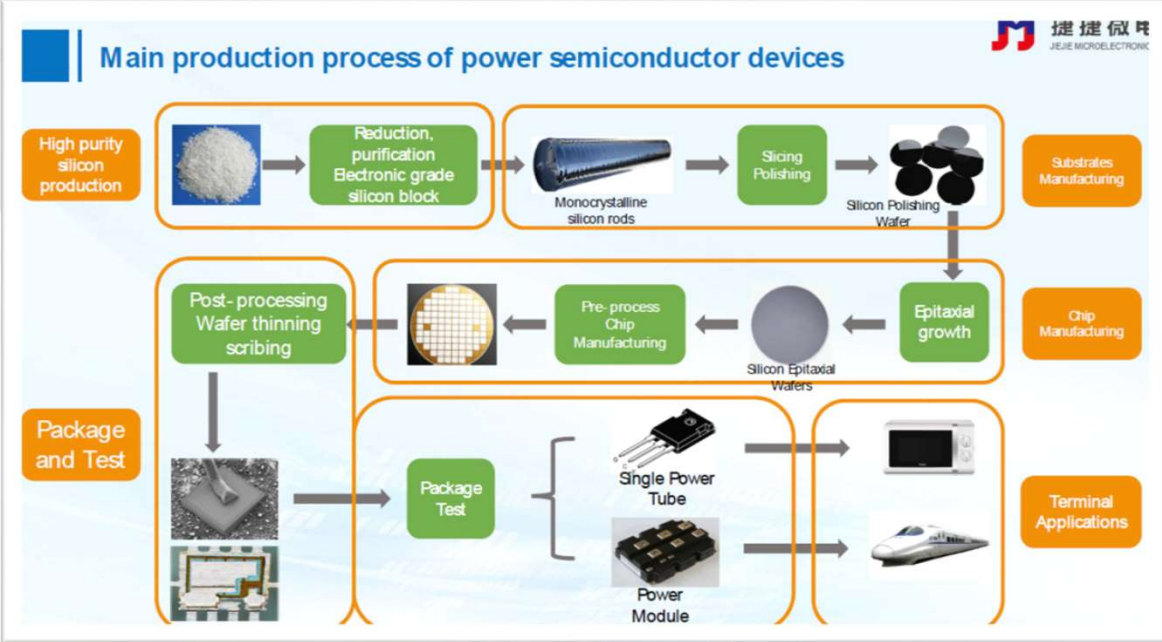 捷捷微电
JIEJIE MICROELECTRONIC
Main production process of power semiconductor devices
High purity
silicon
production
Reduction,
purification
Electronic grade
silicon block
Monocrystalline
silicon rods
Slicing
Polishing
Silicon Polishing
Wafer
Substrates
Manufacturing
Post- processing
Wafer thinning
scribing
Pre- process
Chip
Manufacturing
Silicon Epitaxial
Wafers
Epitaxial
growth
Chip
Manufacturing
Package
and Test
Package
Test
Single Power
Tube
Power
Module
Terminal
Applications